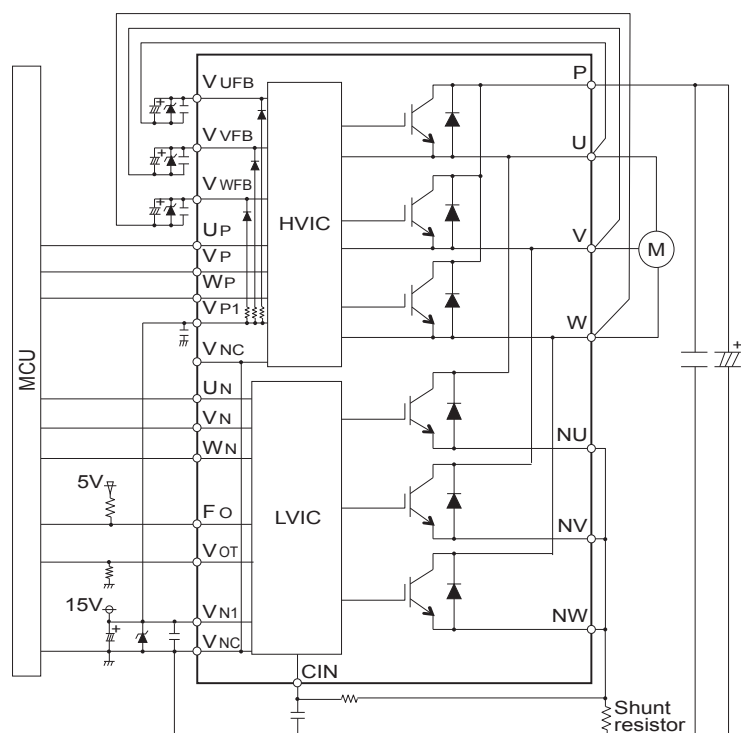 VUFB
VVFB
VWFB
UP
VP
WP
VP1
VNC
UN
VN
WN
FO
VOT
VN1
VNC
CIN
MCU
5V
15V
+
+
+
+
+
HVIC
LVIC
P
U
V
W
M
NU
NV
NW
Shunt
resistor